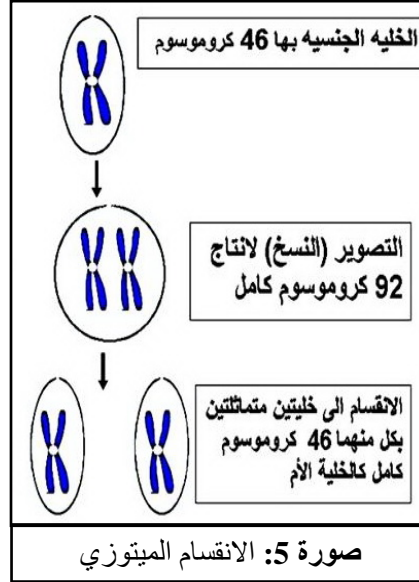 الخليه الجنسيه بها 46 كروموسوم
التصوير (النسخ) لانتاج
92 كروموسوم كامل
الانقسام الى خليتين متماثلتين
بكل منهما 46 كروموسوم
كامل كالخلية الأم
صورة 5: الانقسام الميتوزي